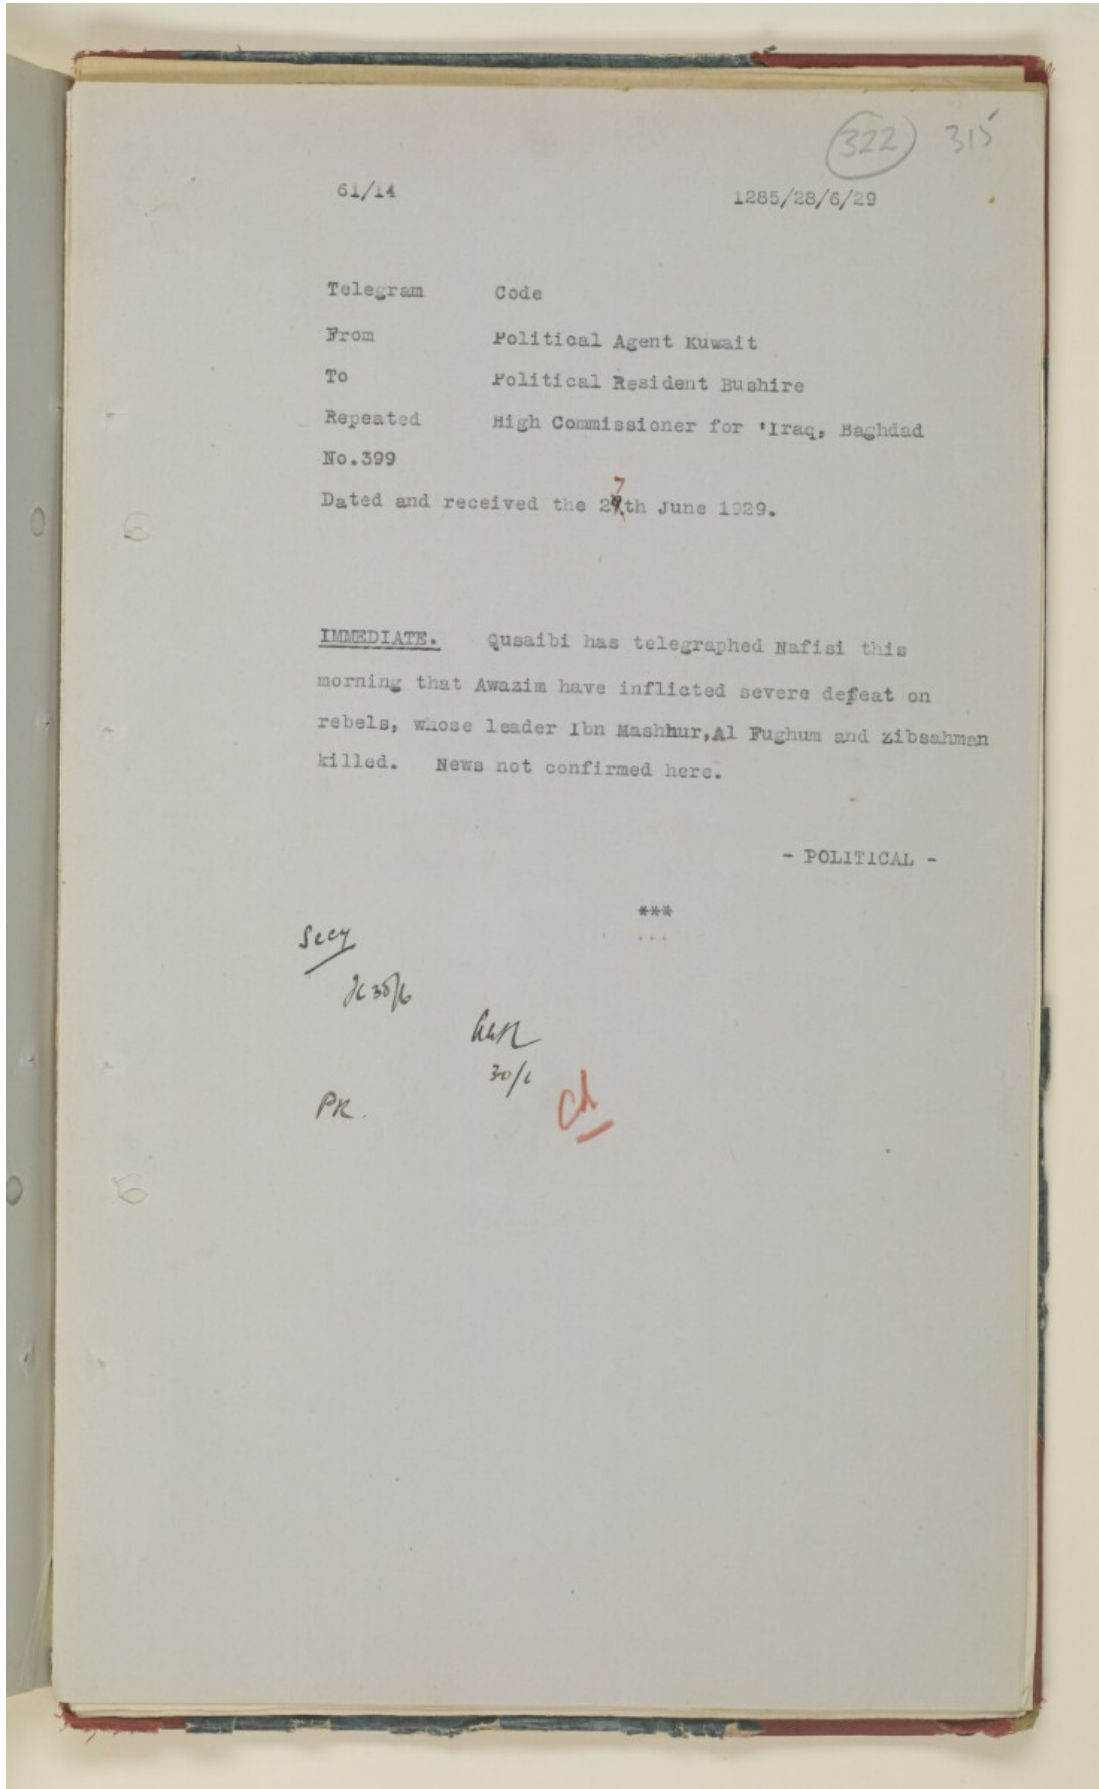 322 315
61/14 1285/28/6/29
Telegram Code
From Political Agent Kuwait
To Political Resident Bushire
Repeated High Commissioner for 'Iraq, Baghdad
No.399
Dated and received the 27th June 1929.
IMMEDIATE. Qusaibi has telegraphed Nafisi this
morning that Awazim have inflicted severe defeat on
rebels, whose leader Ibn Mashhur,Al Fughum and zibsahman
killed. News not confirmed here.
- POLITICAL -
***
...
Secy
30/6
30/6
PR.